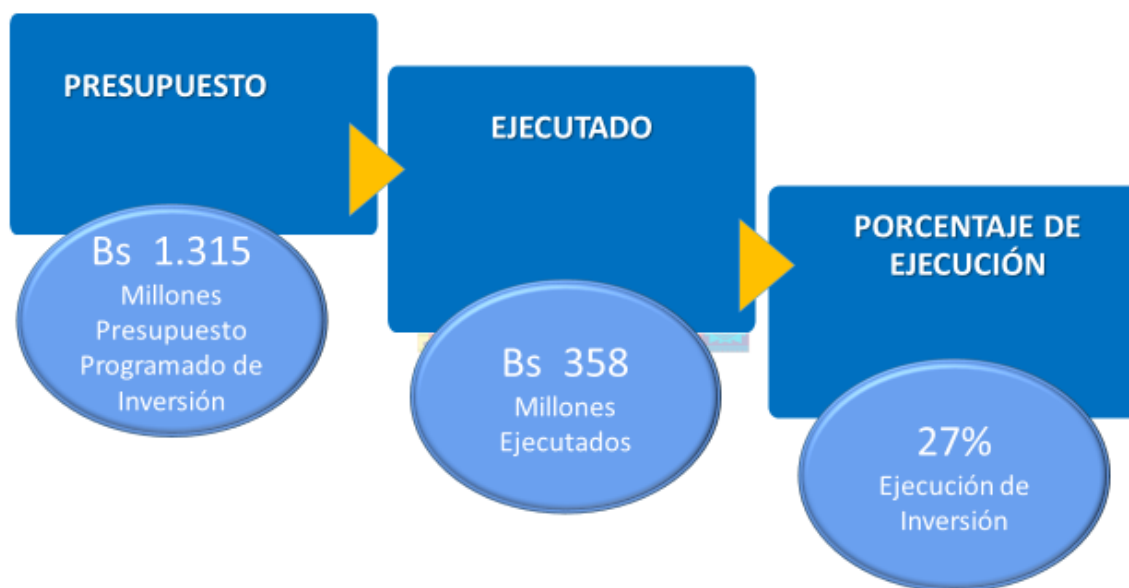 PRESUPUESTO
Bs 1.315
Millones
Presupuesto
Programado de
Inversión
EJECUTADO
Bs 358
Millones
Ejecutados
PORCENTAJE DE
EJECUCIÓN
27%
Ejecución de
Inversión